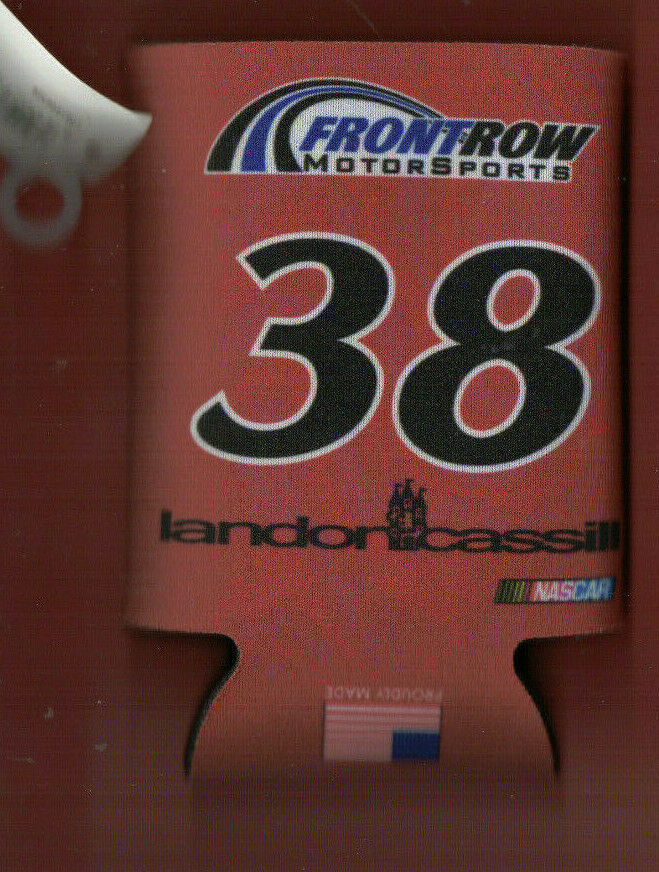 FRONT ROW
MOTORSPORTS
38
landon cassill
NASCAR
PROUDLY MADE